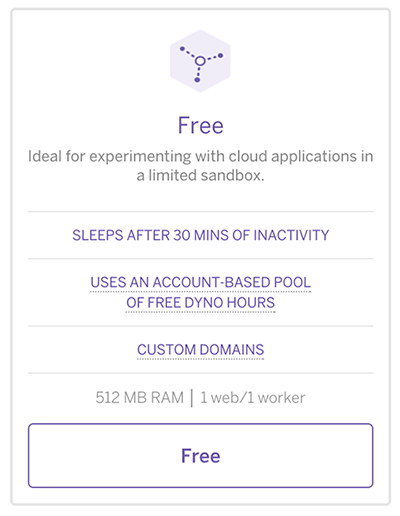 Free
Ideal for experimenting with cloud applications in
a limited sandbox.
SLEEPS AFTER 30 MINS OF INACTIVITY
USES AN ACCOUNT-BASED POOL
OF FREE DYNO HOURS
CUSTOM DOMAINS
512 MB RAM | 1 web/1 worker
Free